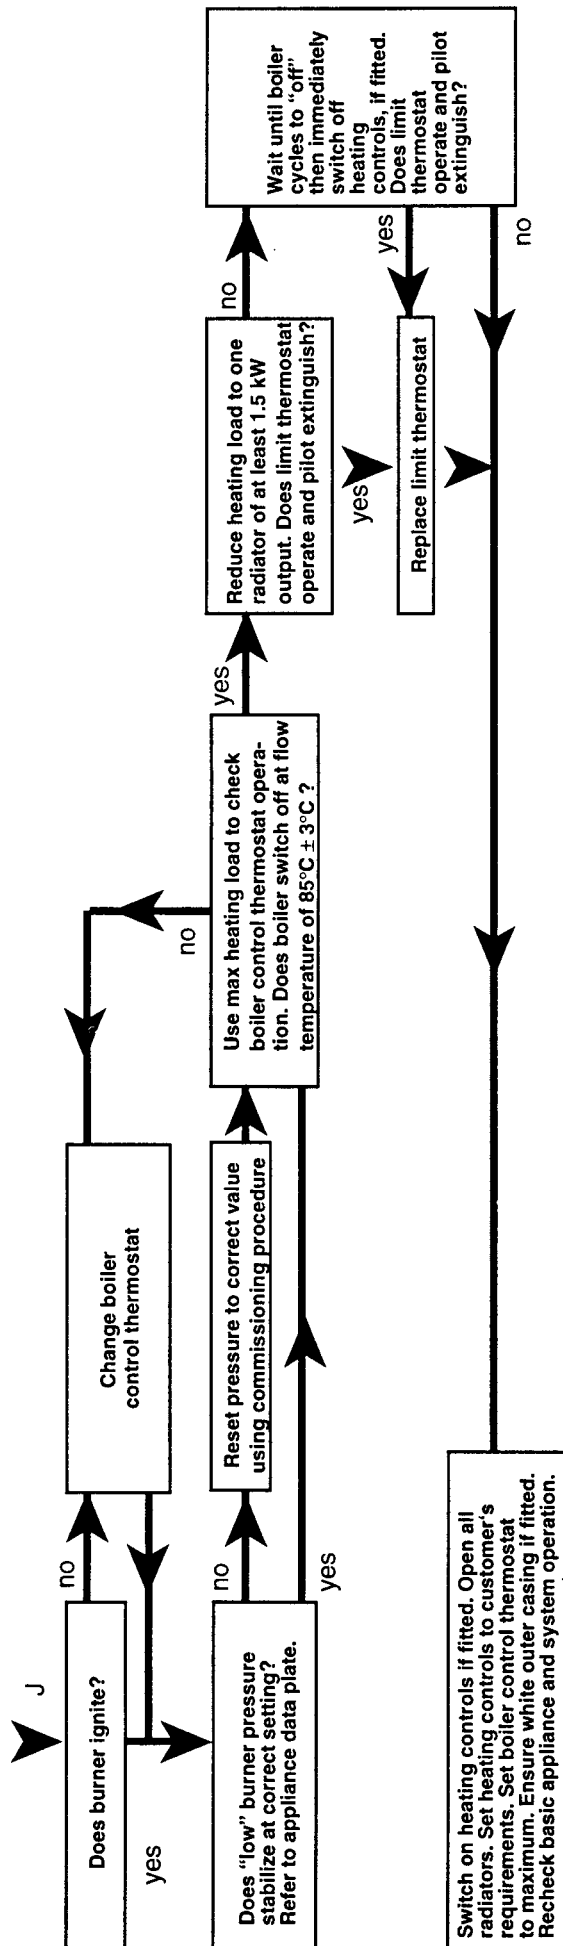 J
Does burner ignite?
no
yes
Change boiler
control thermostat
Does “low” burner pressure
stabilize at correct setting?
Refer to appliance data plate.
no
yes
Reset pressure to correct value
using commissioning procedure
Use max heating load to check
boiler control thermostat opera-
tion. Does boiler switch off at flow
temperature of 85°C ± 3°C ?
no
yes
Reduce heating load to one
radiator of at least 1.5 kW
output. Does limit thermostat
operate and pilot extinguish?
no
yes
Wait until boiler
cycles to “off”
then immediately
switch off
heating
controls, if fitted.
Does limit
thermostat
operate and pilot
extinguish?
yes
no
Replace limit thermostat
Switch on heating controls if fitted. Open all
radiators. Set heating controls to customer‘s
requirements. Set boiler control thermostat
to maximum. Ensure white outer casing if fitted.
Recheck basic appliance and system operation.